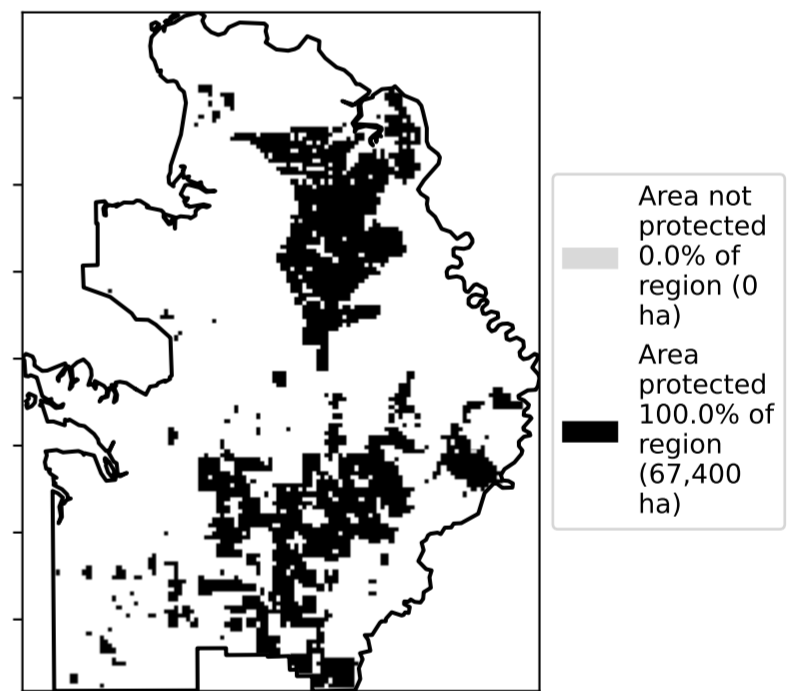 Area not
protected
0.0% of
region (0
ha)
Area
protected
100.0% of
region
(67,400
ha)